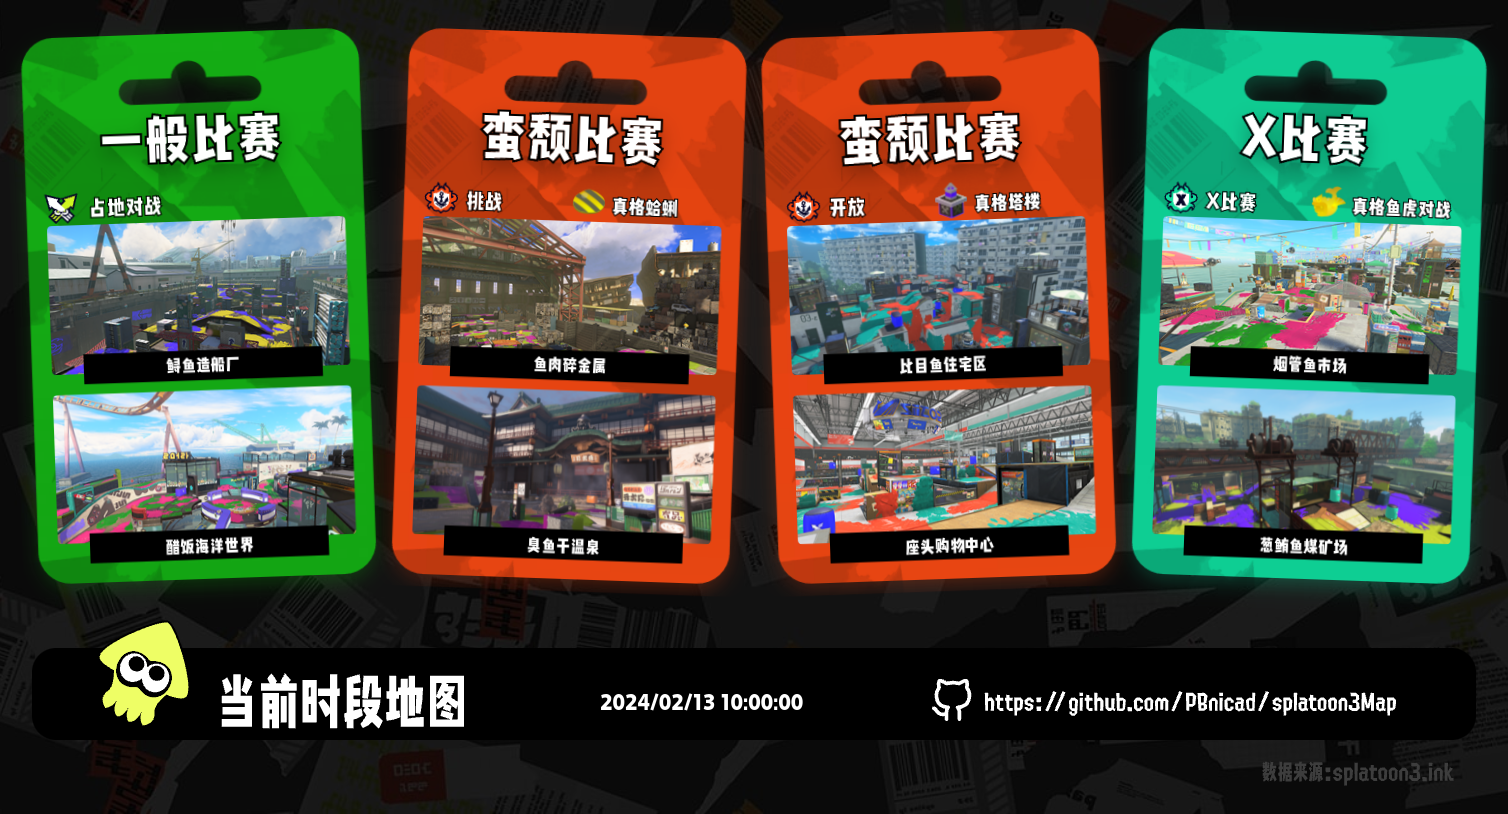 一般比赛
占地对战
鲟鱼造船厂
醋饭海洋世界
蛮颓比赛
挑战
真格蛤蜊
鱼肉碎金属
臭鱼干温泉
蛮颓比赛
开放
真格塔楼
比目鱼住宅区
座头购物中心
X比赛
X比赛
真格鱼虎对战
烟管鱼市场
葱鲔鱼煤矿场
当前时段地图
2024/02/13 10:00:00
https://github.com/PBnicad/splatoon3Map
数据来源:splatoon3.ink